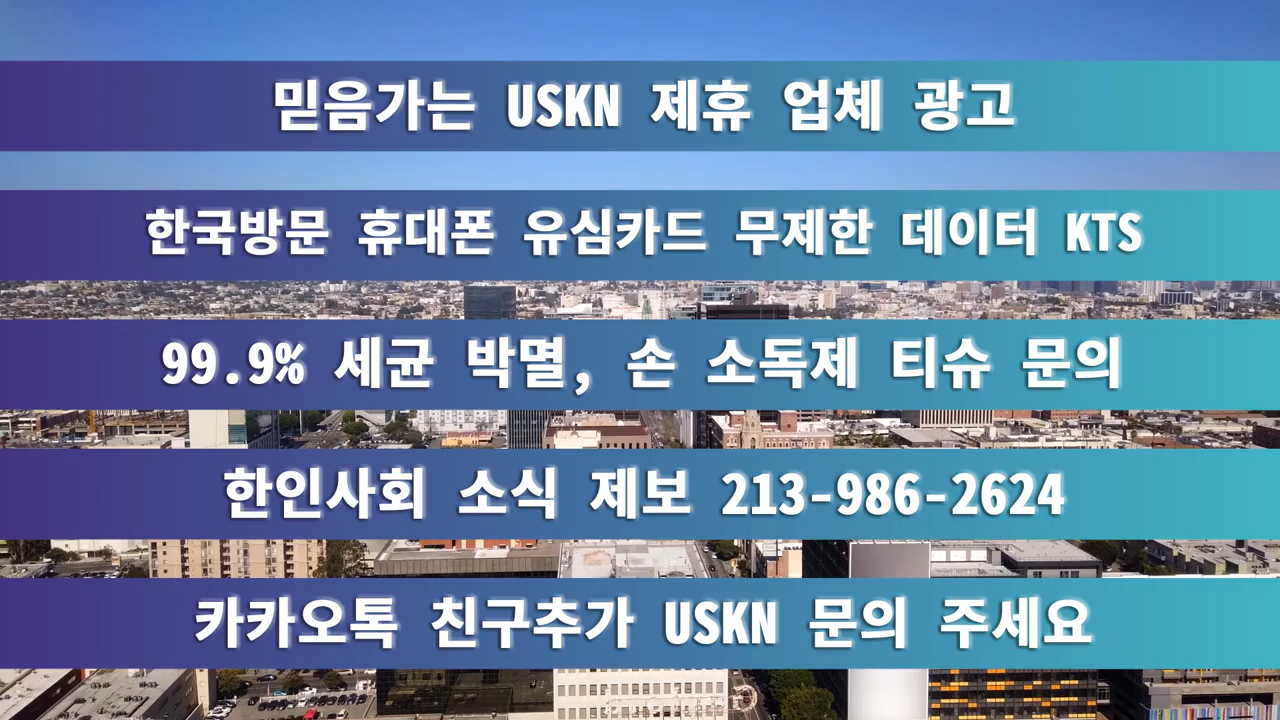 믿음가는 USKN 제휴 업체 광고
한국방문 휴대폰 유심카드 무제한 데이터 KTS
99.9% 세균 박멸, 손 소독제 티슈 문의
한인사회 소식 제보 213-986-2624
카카오톡 친구추가 USKN 문의 주세요